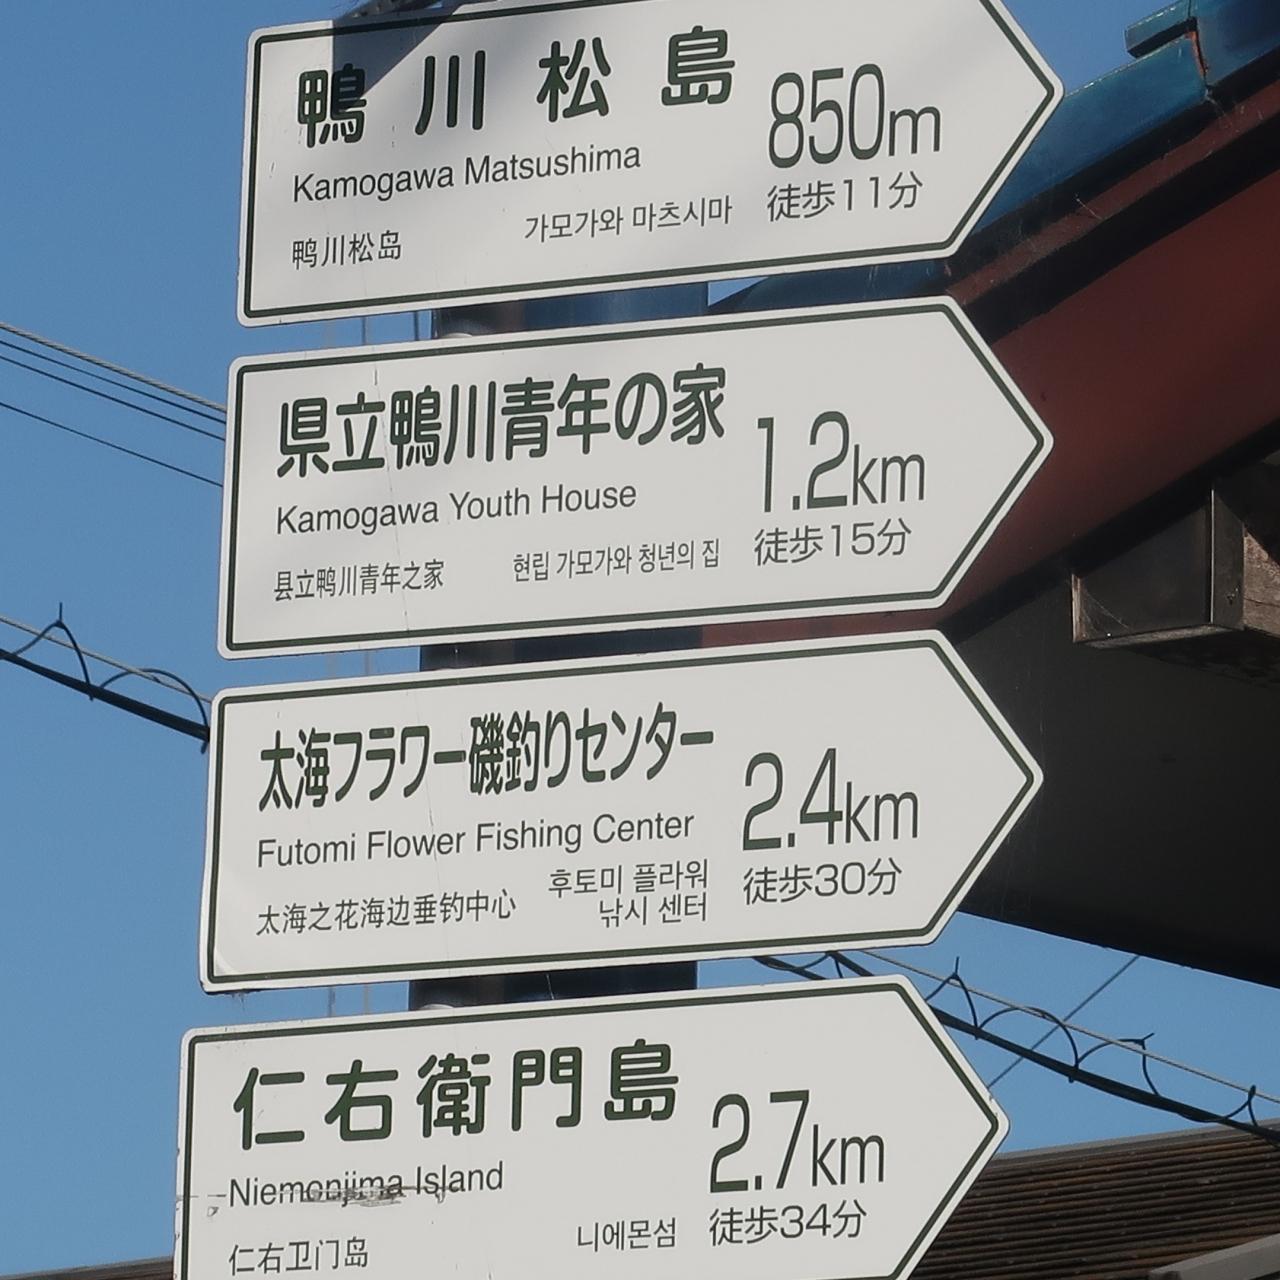 鴨川松島
850m
Kamogawa Matsushima
徒歩11分
가모가와 마츠시마
鸭川松岛
県立鴨川青年の家
1.2km
Kamogawa Youth House
徒歩15分
현립 가모가와 청년의 집
县立鸭川青年之家
太海フラワー磯釣りセンター
2.4km
Futomi Flower Fishing Center
徒歩30分
후토미 플라워
낚시 센터
太海之花海边垂钓中心
仁右衛門島
2.7km
Niemonjima Island
徒歩34分
니에몬섬
仁右卫门岛